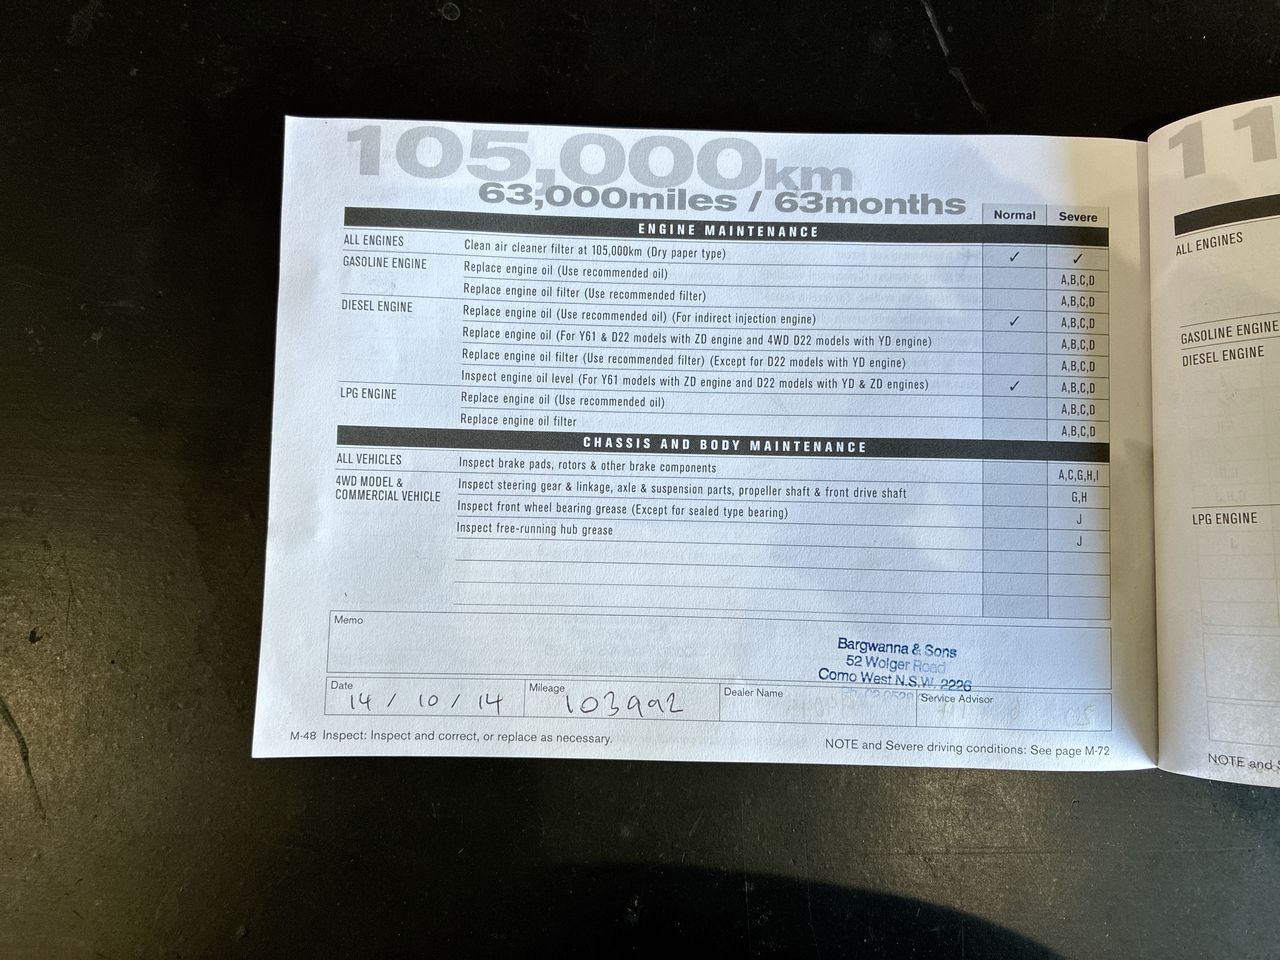 105,000km
63,000miles / 63months
Normal Severe
ENGINE MAINTENANCE
ALL ENGINES Clean air cleaner filter at 105,000km (Dry paper type) ✓ ✓
GASOLINE ENGINE Replace engine oil (Use recommended oil) A,B,C,D
Replace engine oil filter (Use recommended filter) A,B,C,D
DIESEL ENGINE Replace engine oil (Use recommended oil) (For indirect injection engine) ✓ A,B,C,D
Replace engine oil (For Y61 & D22 models with ZD engine and 4WD D22 models with YD engine) A,B,C,D
Replace engine oil filter (Use recommended filter) (Except for D22 models with YD engine) A,B,C,D
Inspect engine oil level (For Y61 models with ZD engine and D22 models with YD & ZD engines) ✓ A,B,C,D
LPG ENGINE Replace engine oil (Use recommended oil) A,B,C,D
Replace engine oil filter A,B,C,D
CHASSIS AND BODY MAINTENANCE
ALL VEHICLES Inspect brake pads, rotors & other brake components A,C,G,H,I
4WD MODEL & COMMERCIAL VEHICLE Inspect steering gear & linkage, axle & suspension parts, propeller shaft & front drive shaft G,H
Inspect front wheel bearing grease (Except for sealed type bearing) J
Inspect free-running hub grease J
Memo
Bargwanna & Sons
52 Wolger Road
Como West N.S.W. 2226
Date 14 / 10 / 14 Mileage 103992 Dealer Name Service Advisor
M-48 Inspect: Inspect and correct, or replace as necessary.
NOTE and Severe driving conditions: See page M-72
11
ALL ENGINES
GASOLINE ENGINE
DIESEL ENGINE
LPG ENGINE
NOTE and